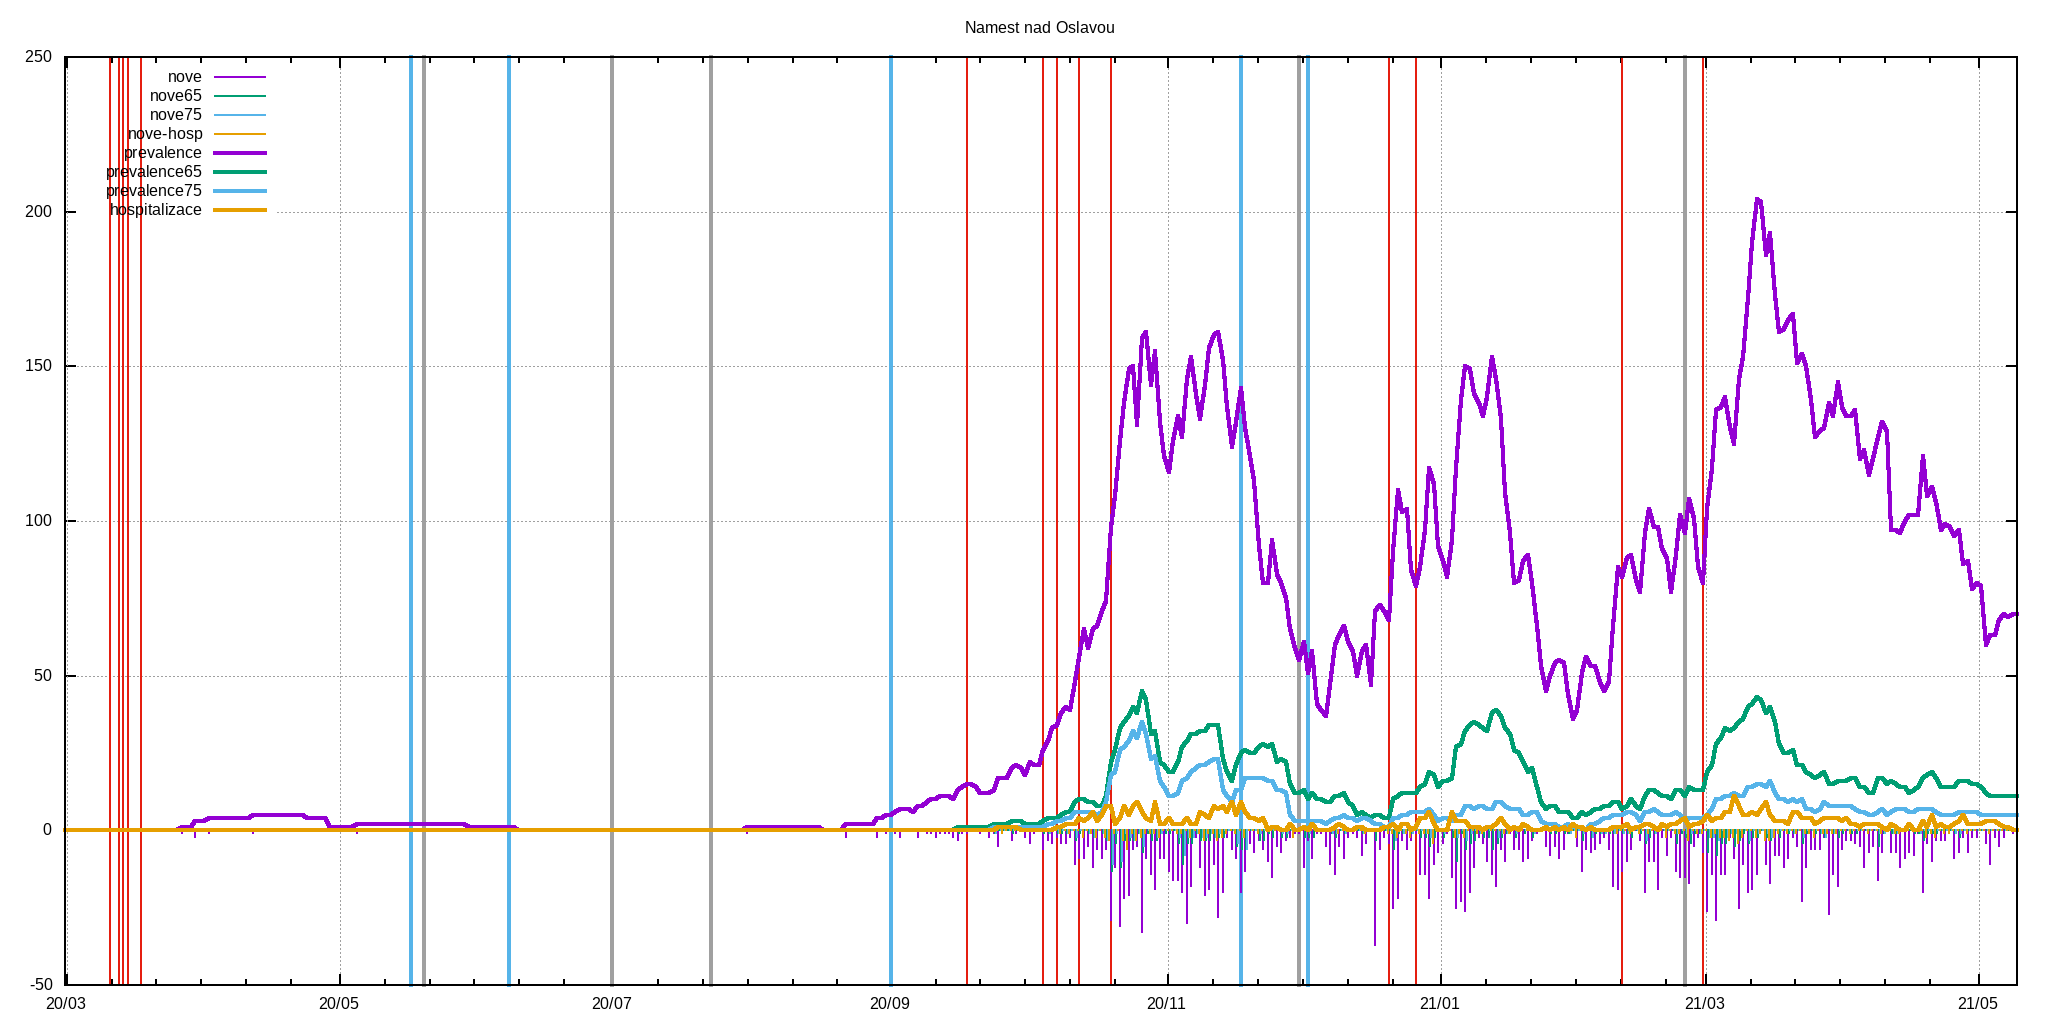 Namest nad Oslavou
250
200
150
100
50
0
-50
nove
nove65
nove75
nove-hosp
prevalence
prevalence65
prevalence75
hospitalizace
20/03 20/05 20/07 20/09 20/11 21/01 21/03 21/05